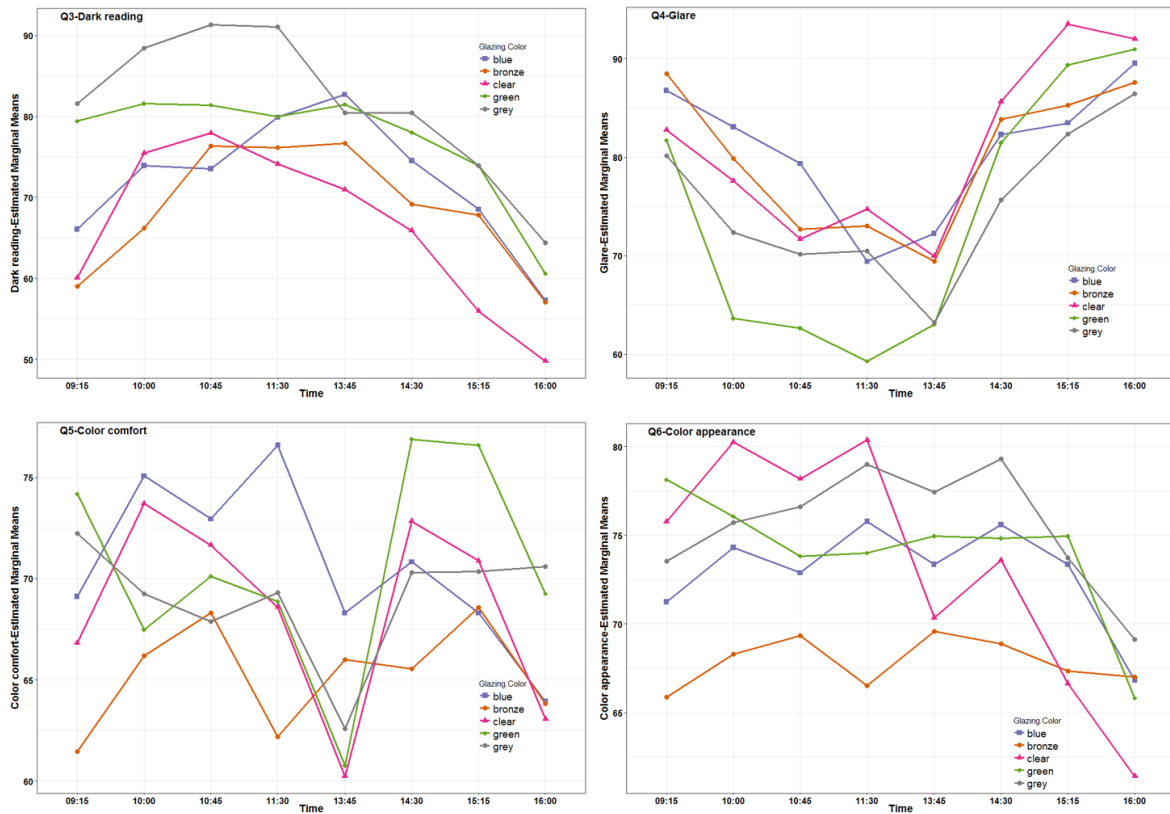 Q3-Dark reading
Dark reading-Estimated Marginal Means
90
80
70
60
50
Glazing.Color
blue
bronze
clear
green
grey
09:15 10:00 10:45 11:30 13:45 14:30 15:15 16:00
Time
Q4-Glare
Glare-Estimated Marginal Means
90
80
70
60
Glazing.Color
blue
bronze
clear
green
grey
09:15 10:00 10:45 11:30 13:45 14:30 15:15 16:00
Time
Q5-Color comfort
Color comfort-Estimated Marginal Means
75
70
65
60
Glazing.Color
blue
bronze
clear
green
grey
09:15 10:00 10:45 11:30 13:45 14:30 15:15 16:00
Time
Q6-Color appearance
Color appearance-Estimated Marginal Means
80
75
70
65
Glazing.Color
blue
bronze
clear
green
grey
09:15 10:00 10:45 11:30 13:45 14:30 15:15 16:00
Time